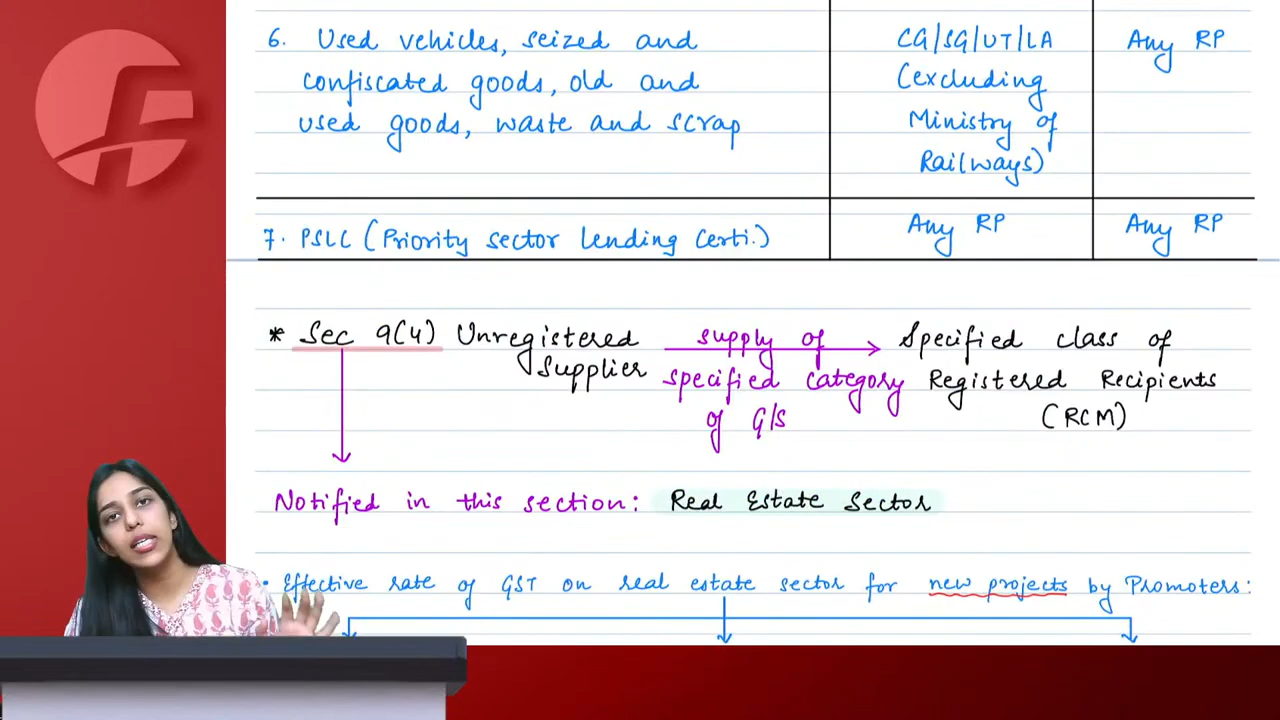 6. Used vehicles, seized and
confiscated goods, old and
used goods, waste and scrap
CG/SG/UT/LA
(excluding
Ministry of
Railways)
Any RP
7. PSLC (Priority sector lending Certi.)
Any RP
Any RP
* Sec 9(4) Unregistered
Supplier
supply of
specified category
of G/S
Specified class of
Registered Recipients
(RCM)
Notified in this section: Real Estate Sector
• Effective rate of GST on real estate sector for new projects by Promoters: